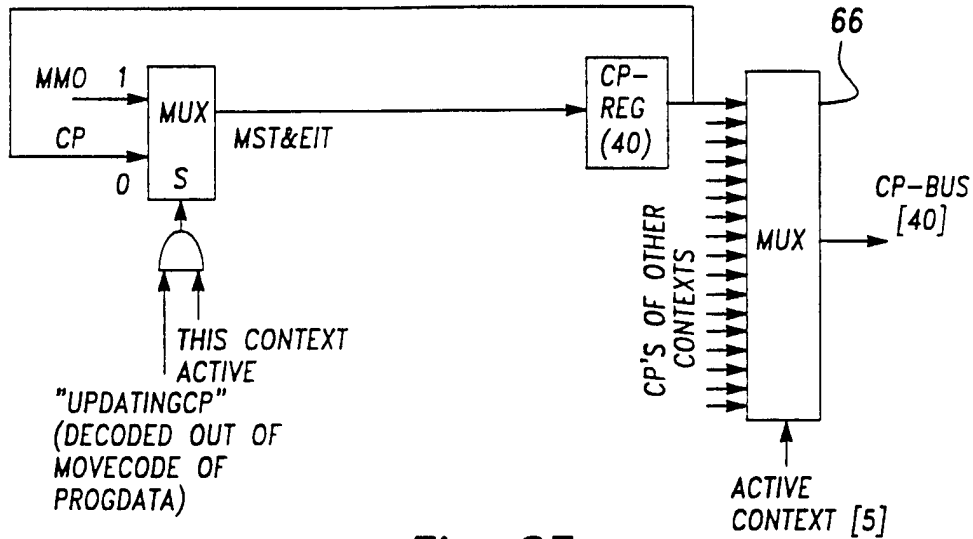 66
MMO 1
MUX
CP-
REG
(40)
CP
0
S
MST&EIT
CP'S OF OTHER
CONTEXTS
MUX
CP-BUS
[40]
THIS CONTEXT
ACTIVE
"UPDATINGCP"
(DECODED OUT OF
MOVECODE OF
PROGDATA)
ACTIVE
CONTEXT [5]